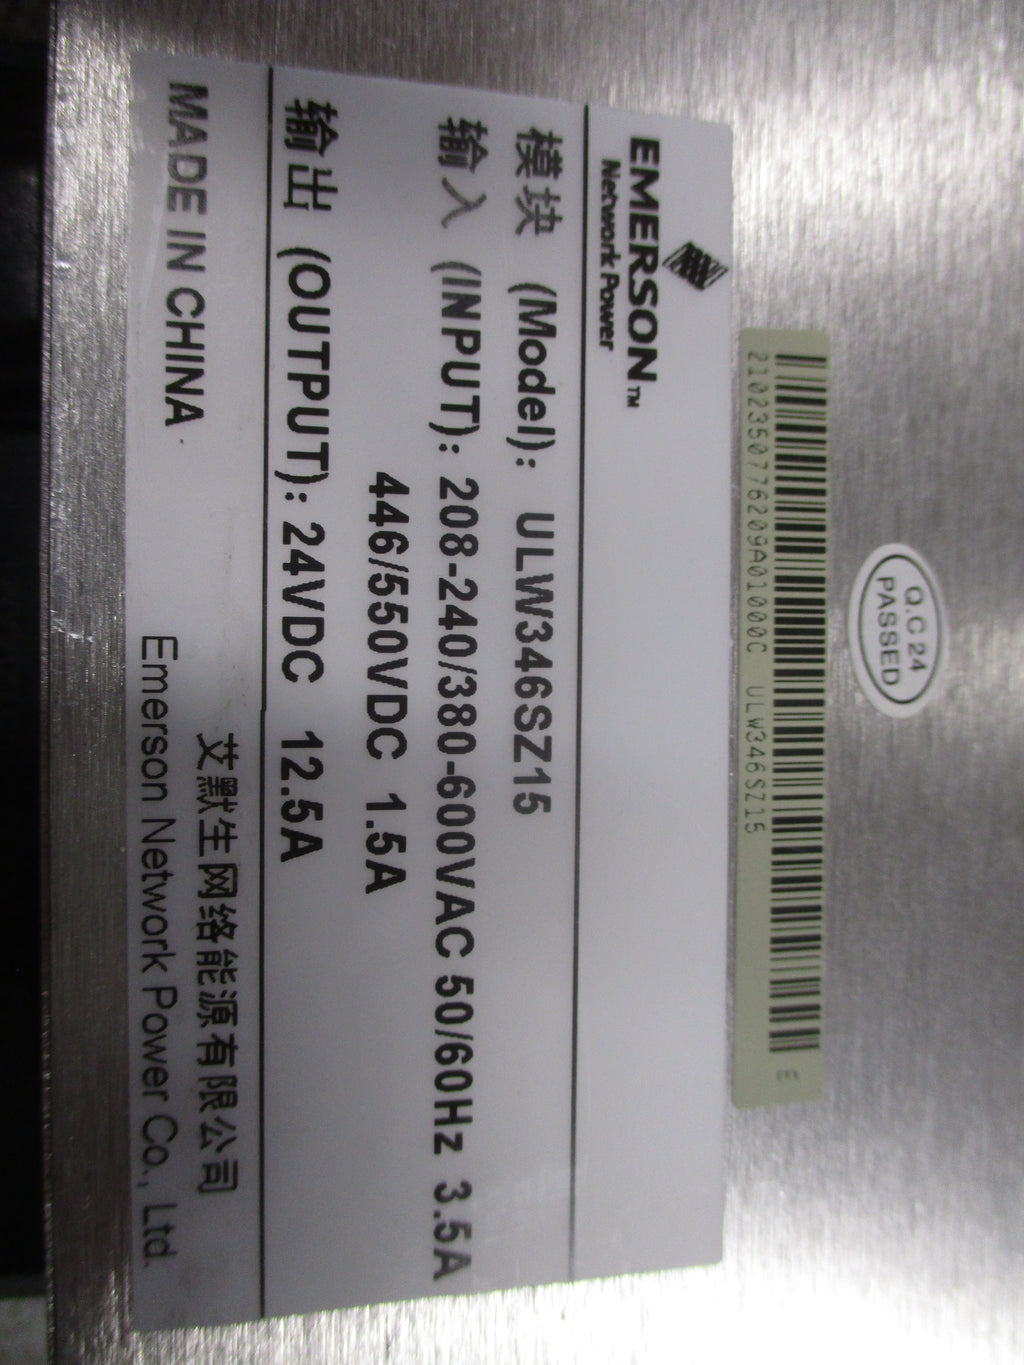 Q.C 24
PASSED
2102350776209A01000C ULW346SZ15
E
EMERSON™
Network Power
模块 (Model): ULW346SZ15
输入 (INPUT): 208-240/380-600VAC 50/60Hz 3.5A
446/550VDC 1.5A
输出 (OUTPUT): 24VDC 12.5A
艾默生网络能源有限公司
MADE IN CHINA
Emerson Network Power Co., Ltd.